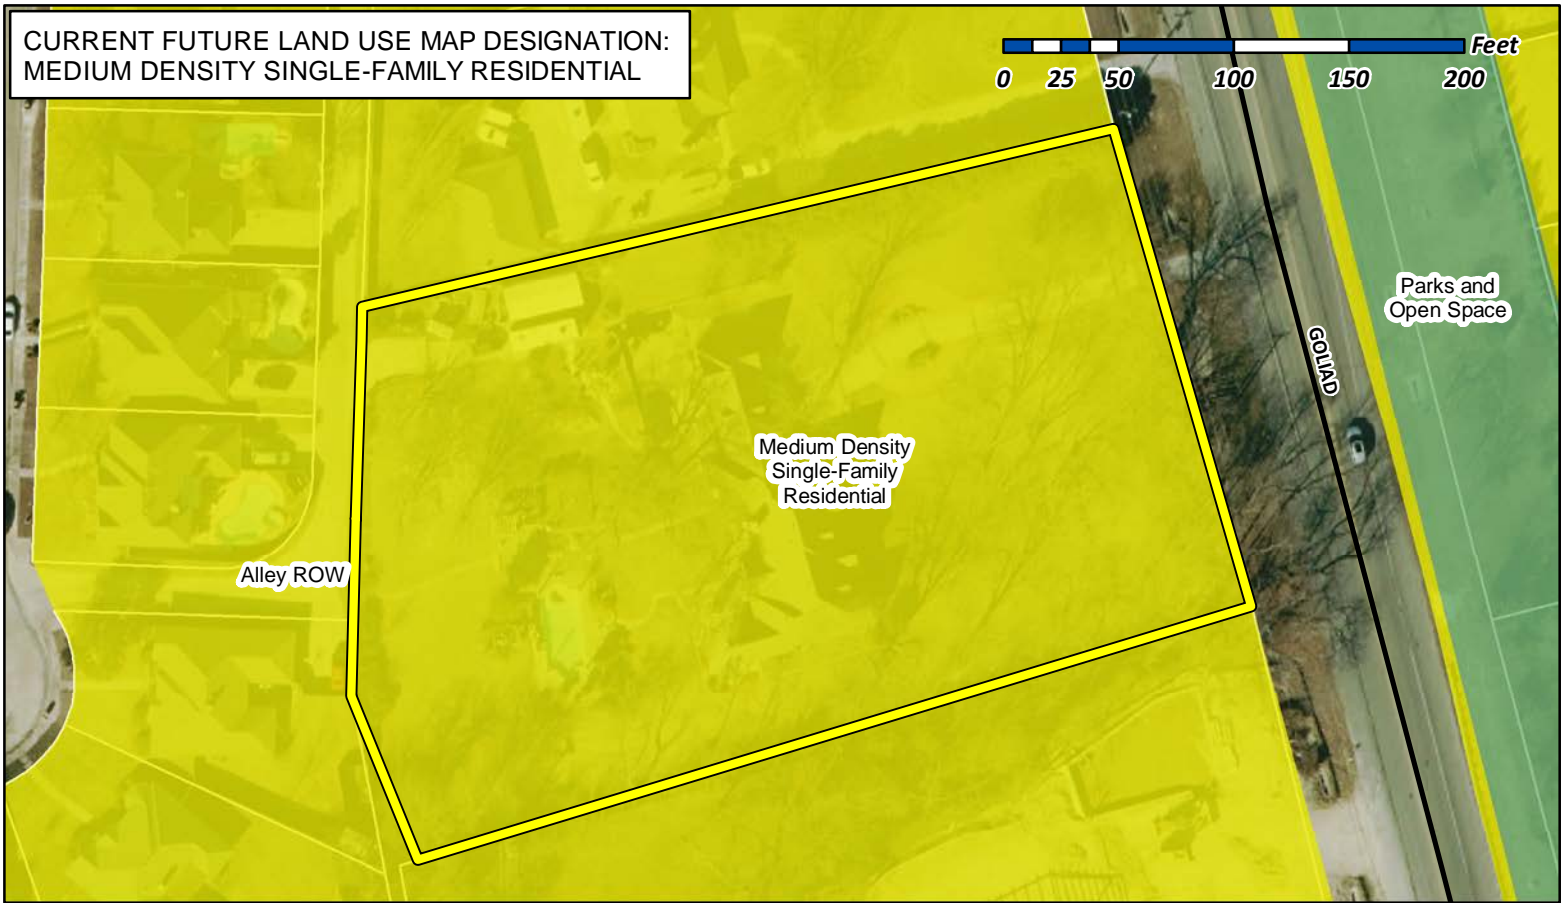 CURRENT FUTURE LAND USE MAP DESIGNATION:
MEDIUM DENSITY SINGLE-FAMILY RESIDENTIAL
Feet
0 25 50 100 150 200
Parks and
Open Space
GOLIAD
Medium Density
Single-Family
Residential
Alley ROW